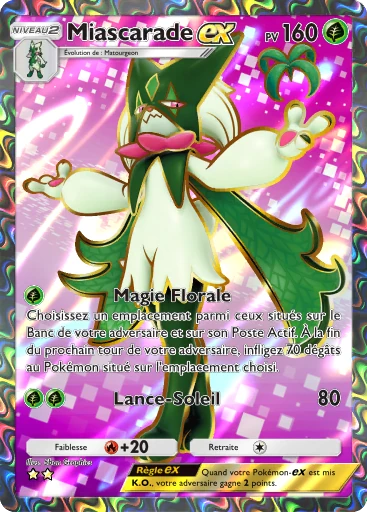 NIVEAU 2 Miascarade ex PV 160
Évolution de : Matourgeon
Magie Florale
Choisissez un emplacement parmi ceux situés sur le
Banc de votre adversaire et sur son Poste Actif. À la fin
du prochain tour de votre adversaire, infligez 70 dégâts
au Pokémon situé sur l'emplacement choisi.
Lance-Soleil 80
Faiblesse +20 Retraite
Règle ex Quand votre Pokémon-ex est mis
K.O., votre adversaire gagne 2 points.